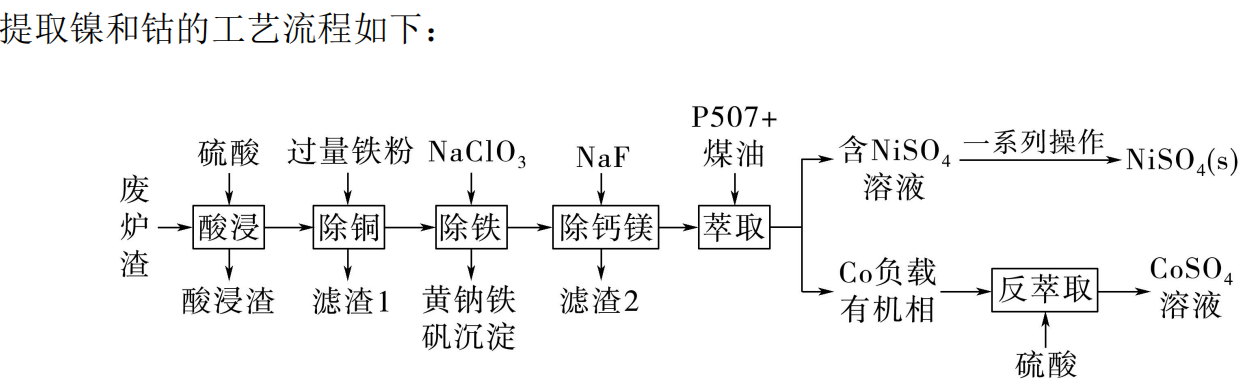 提取镍和钴的工艺流程如下：
P507+
煤油
硫酸 过量铁粉 NaClO₃ NaF
含NiSO₄
溶液
一系列操作
NiSO₄(s)
废
炉
渣
酸浸 除铜 除铁 除钙镁 萃取
酸浸渣 滤渣1 黄钠铁
矾沉淀
滤渣2
Co负载
有机相
反萃取
CoSO₄
溶液
硫酸